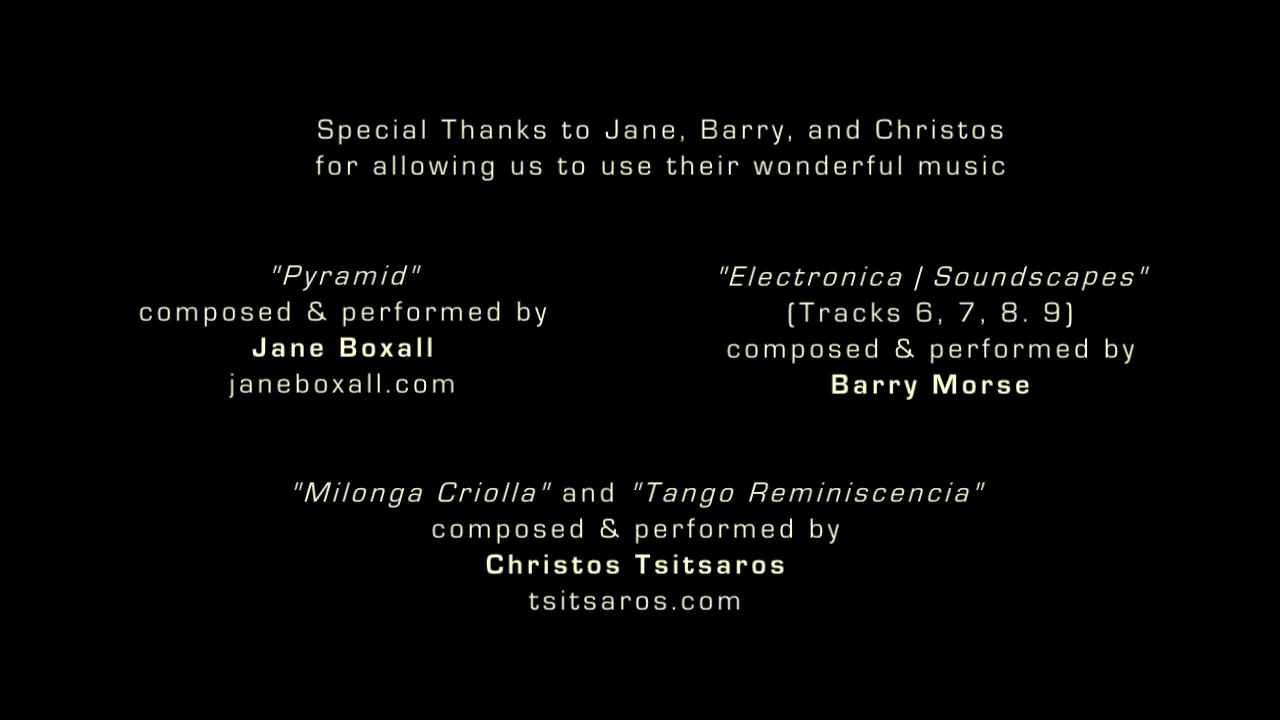 Special Thanks to Jane, Barry, and Christos
for allowing us to use their wonderful music
"Pyramid"
composed & performed by
Jane Boxall
janeboxall.com
"Electronica | Soundscapes"
(Tracks 6, 7, 8. 9)
composed & performed by
Barry Morse
"Milonga Criolla" and "Tango Reminiscencia"
composed & performed by
Christos Tsitsaros
tsitsaros.com